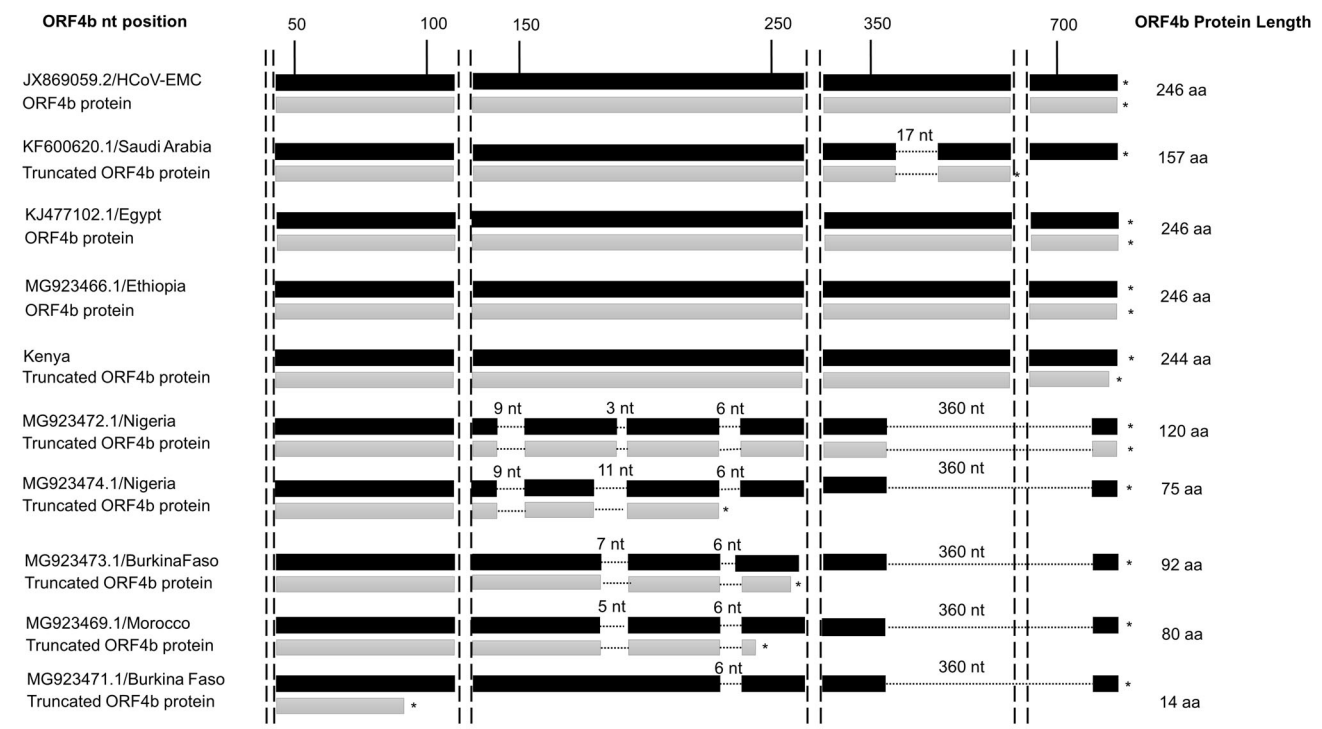 ORF4b nt position 50 100 150 250 350 700 ORF4b Protein Length
JX869059.2/HCoV-EMC *
ORF4b protein * 246 aa
17 nt
KF600620.1/Saudi Arabia * 157 aa
Truncated ORF4b protein *
KJ477102.1/Egypt *
ORF4b protein * 246 aa
MG923466.1/Ethiopia *
ORF4b protein * 246 aa
Kenya * 244 aa
Truncated ORF4b protein *
9 nt 3 nt 6 nt 360 nt
MG923472.1/Nigeria * 120 aa
Truncated ORF4b protein *
9 nt 11 nt 6 nt 360 nt
MG923474.1/Nigeria * 75 aa
Truncated ORF4b protein *
7 nt 6 nt 360 nt
MG923473.1/BurkinaFaso * 92 aa
Truncated ORF4b protein *
5 nt 6 nt 360 nt
MG923469.1/Morocco * 80 aa
Truncated ORF4b protein *
6 nt 360 nt
MG923471.1/Burkina Faso *
Truncated ORF4b protein * 14 aa